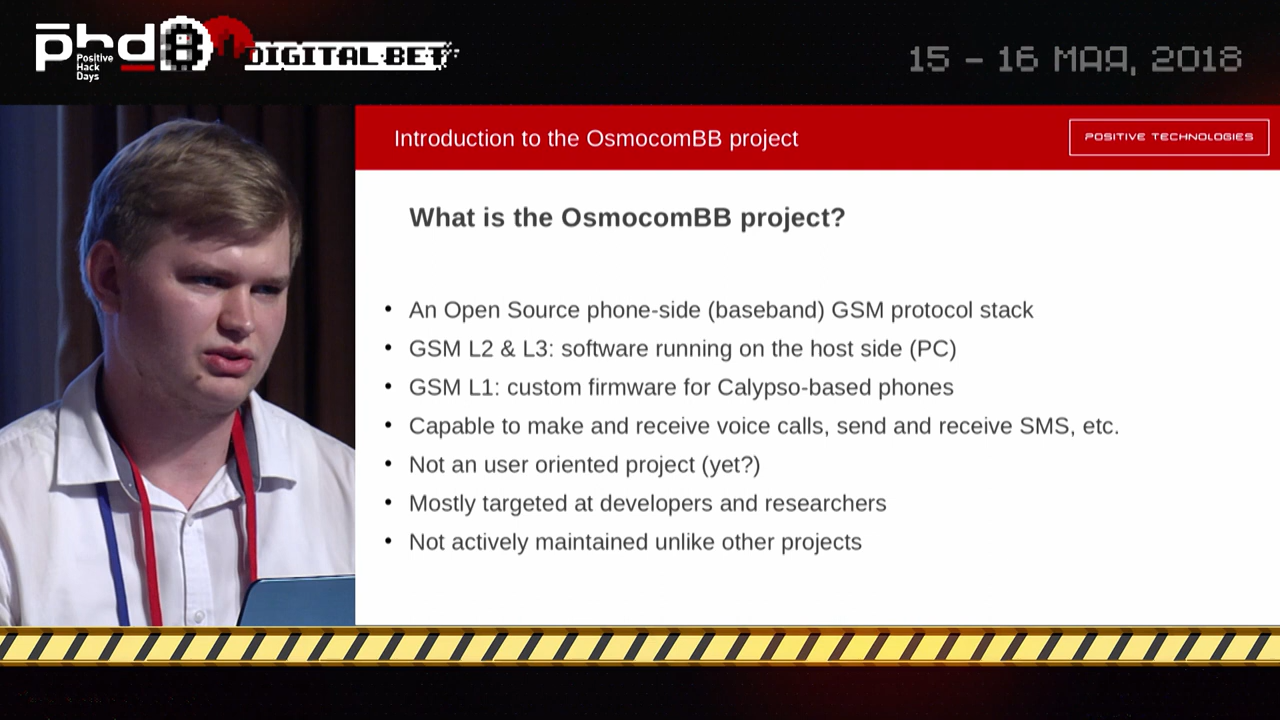 phd8
Positive
Hack
Days
DIGITAL BET
15 – 16 МАЯ, 2018
Introduction to the OsmocomBB project
POSITIVE TECHNOLOGIES
What is the OsmocomBB project?
• An Open Source phone-side (baseband) GSM protocol stack
• GSM L2 & L3: software running on the host side (PC)
• GSM L1: custom firmware for Calypso-based phones
• Capable to make and receive voice calls, send and receive SMS, etc.
• Not an user oriented project (yet?)
• Mostly targeted at developers and researchers
• Not actively maintained unlike other projects